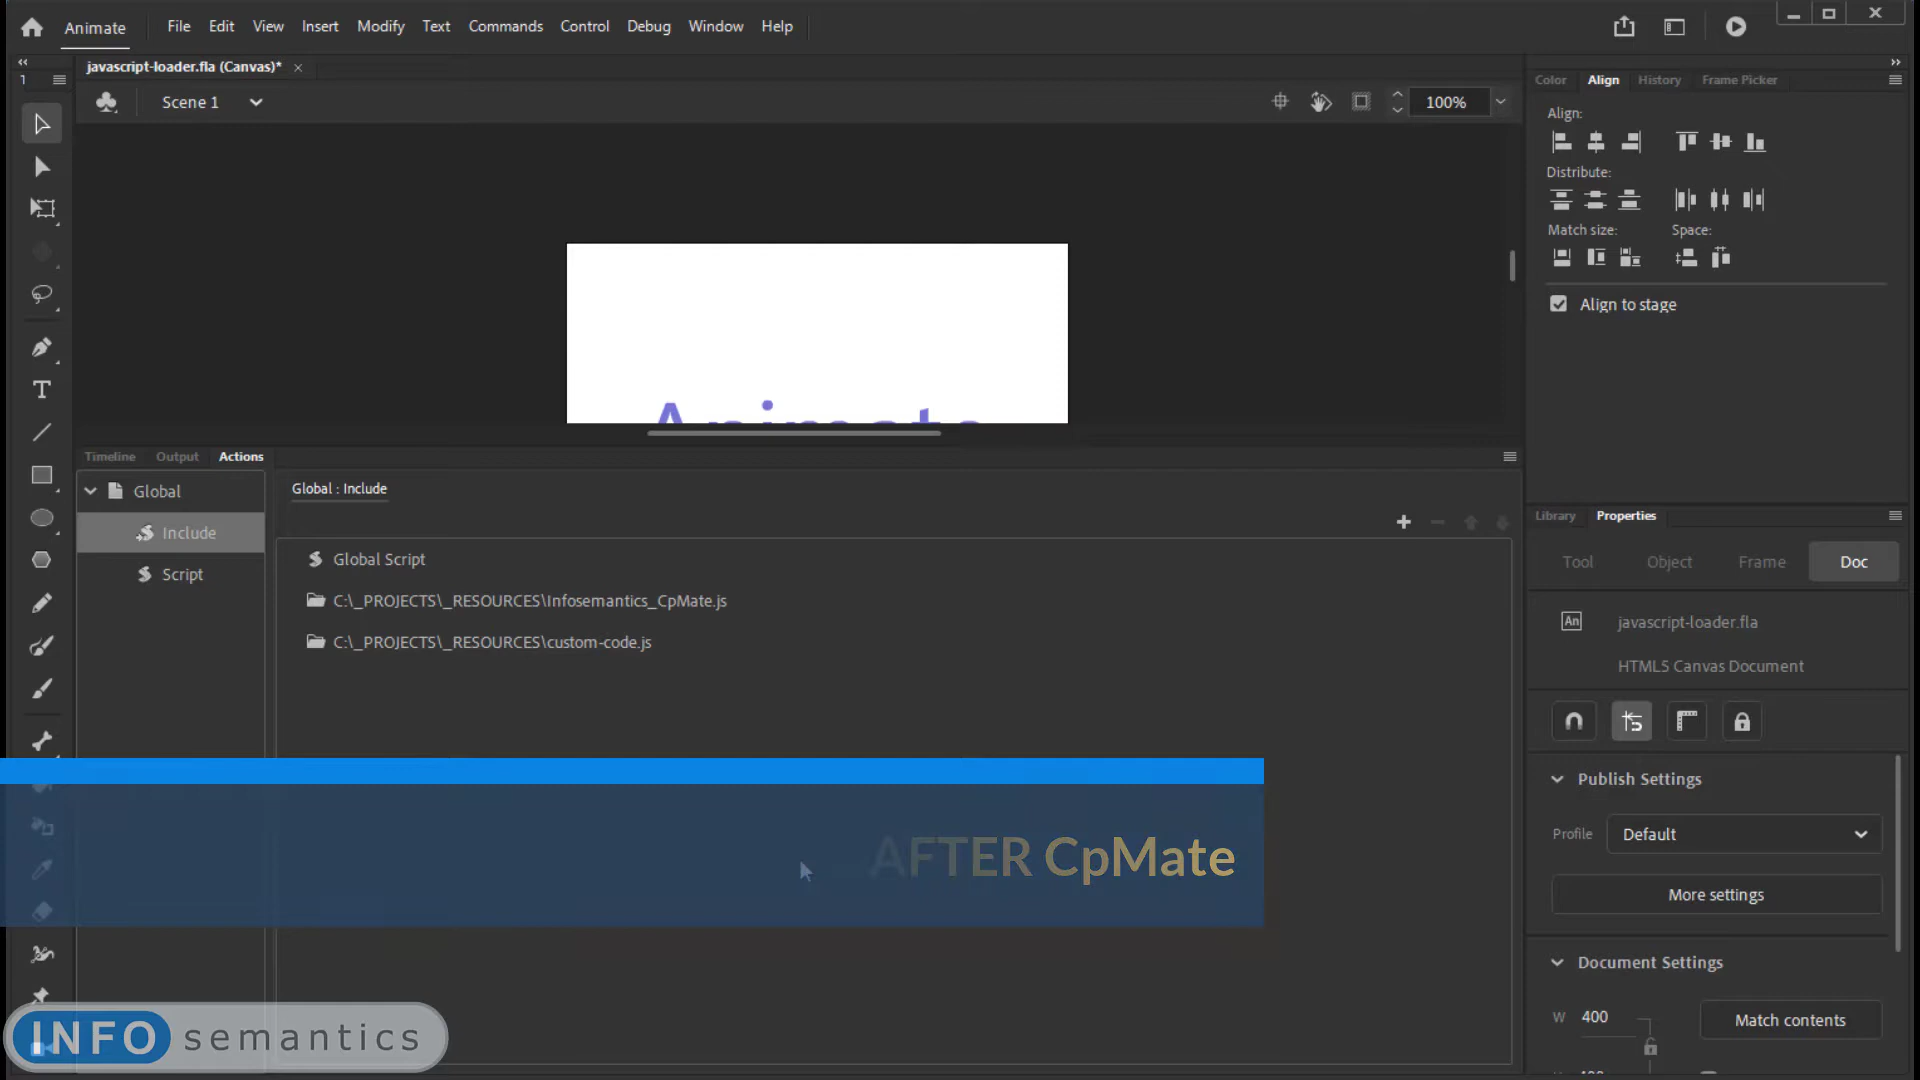 Animate File Edit View Insert Modify Text Commands Control Debug Window Help
1 javascript-loader.fla (Canvas)*
Scene 1 100%
Color Align History Frame Picker
Align:
Distribute:
Match size: Space:
Align to stage
Animate
Timeline Output Actions
Global
Include
Script
Global : Include
Global Script
C:\_PROJECTS\_RESOURCES\Infosemantics_CpMate.js
C:\_PROJECTS\_RESOURCES\custom-code.js
Library Properties
Tool Object Frame Doc
An javascript-loader.fla
HTML5 Canvas Document
Publish Settings
Profile Default
More settings
Document Settings
W 400 Match contents
AFTER CpMate
INFO semantics